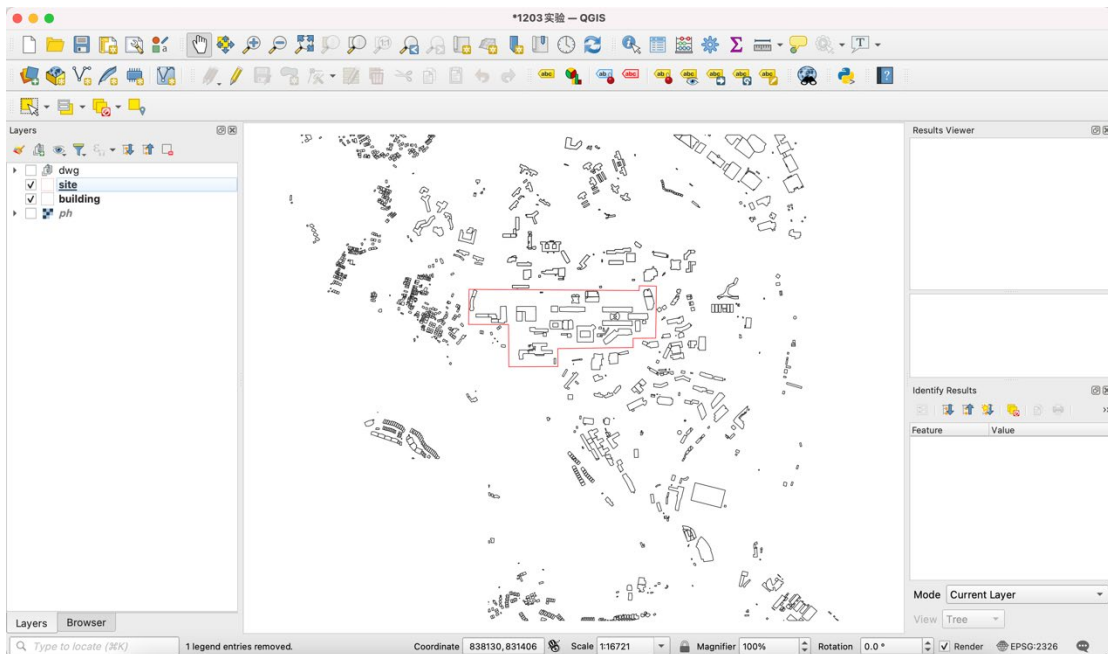 *1203实验 — QGIS
Layers
dwg
site
building
ph
Layers Browser
Results Viewer
Identify Results
Feature Value
Mode Current Layer
View Tree
Type to locate (⌘K) 1 legend entries removed. Coordinate 838130,831406 Scale 1:16721 Magnifier 100% Rotation 0.0 ° Render EPSG:2326